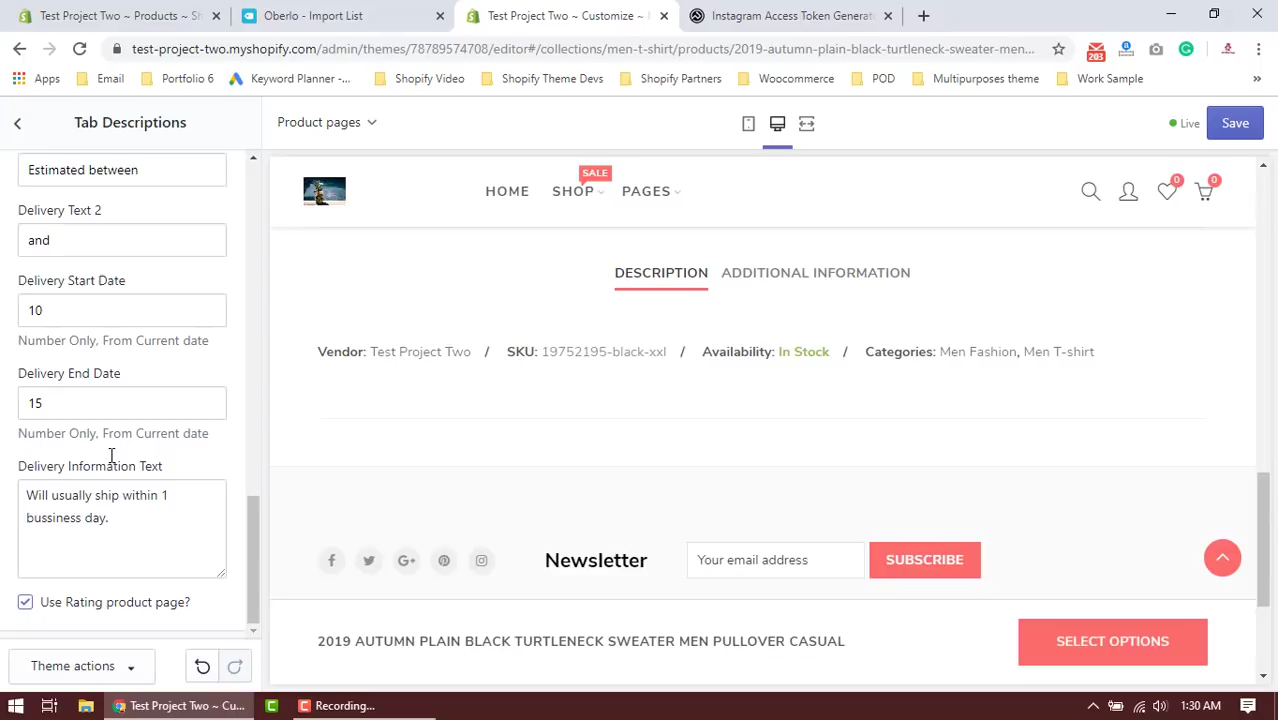 Test Project Two ~ Products ~ Sh
Oberlo - Import List
Test Project Two ~ Customize ~
Instagram Access Token Generato
test-project-two.myshopify.com/admin/themes/78789574708/editor#/collections/men-t-shirt/products/2019-autumn-plain-black-turtleneck-sweater-men...
203
Apps
Email
Portfolio 6
Keyword Planner -...
Shopify Video
Shopify Theme Devs
Shopify Partners
Woocommerce
POD
Multipurposes theme
Work Sample
Tab Descriptions
Product pages
Live
Save
Estimated between
Delivery Text 2
and
Delivery Start Date
10
Number Only, From Current date
Delivery End Date
15
Number Only, From Current date
Delivery Information Text
Will usually ship within 1
bussiness day.
Use Rating product page?
Theme actions
SALE
HOME
SHOP
PAGES
0
0
DESCRIPTION
ADDITIONAL INFORMATION
Vendor: Test Project Two / SKU: 19752195-black-xxl / Availability: In Stock / Categories: Men Fashion, Men T-shirt
Newsletter
Your email address
SUBSCRIBE
2019 AUTUMN PLAIN BLACK TURTLENECK SWEATER MEN PULLOVER CASUAL
SELECT OPTIONS
Test Project Two ~ Cu...
Recording...
1:30 AM